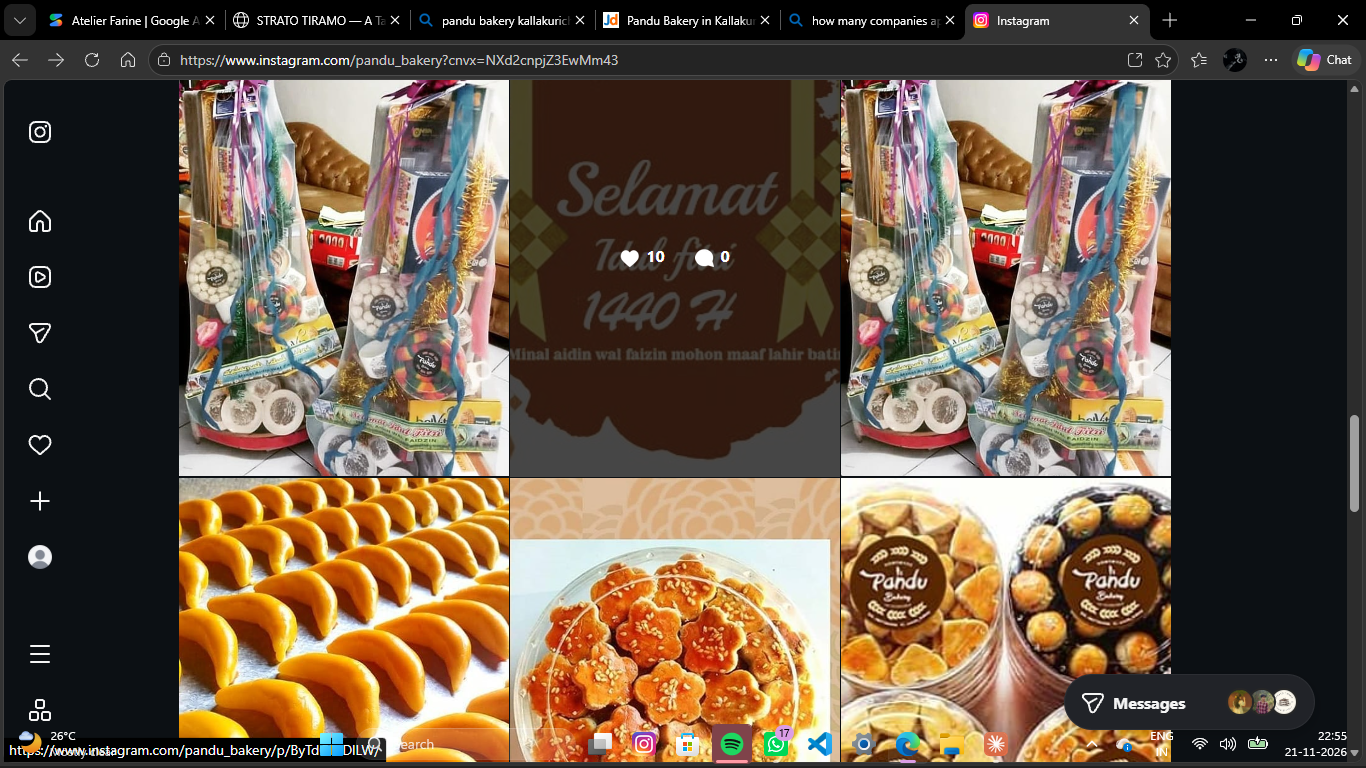 Atelier Farine | Google A
STRATO TIRAMO — A Ta
pandu bakery kallakurich
Pandu Bakery in Kallakur
how many companies ap
Instagram
https://www.instagram.com/pandu_bakery?cnvx=NXd2cnpjZ3EwMm43
Chat
Selamat
Idul fitri
1440 H
Minal aidin wal faizin mohon maaf lahir batin
10
0
Pandu
Bakery
Pandu
Bakery
Messages
26°C
https://www.instagram.com/pandu_bakery/p/ByTd
DILW/
Search
17
ENG
IN
22:55
21-11-2026